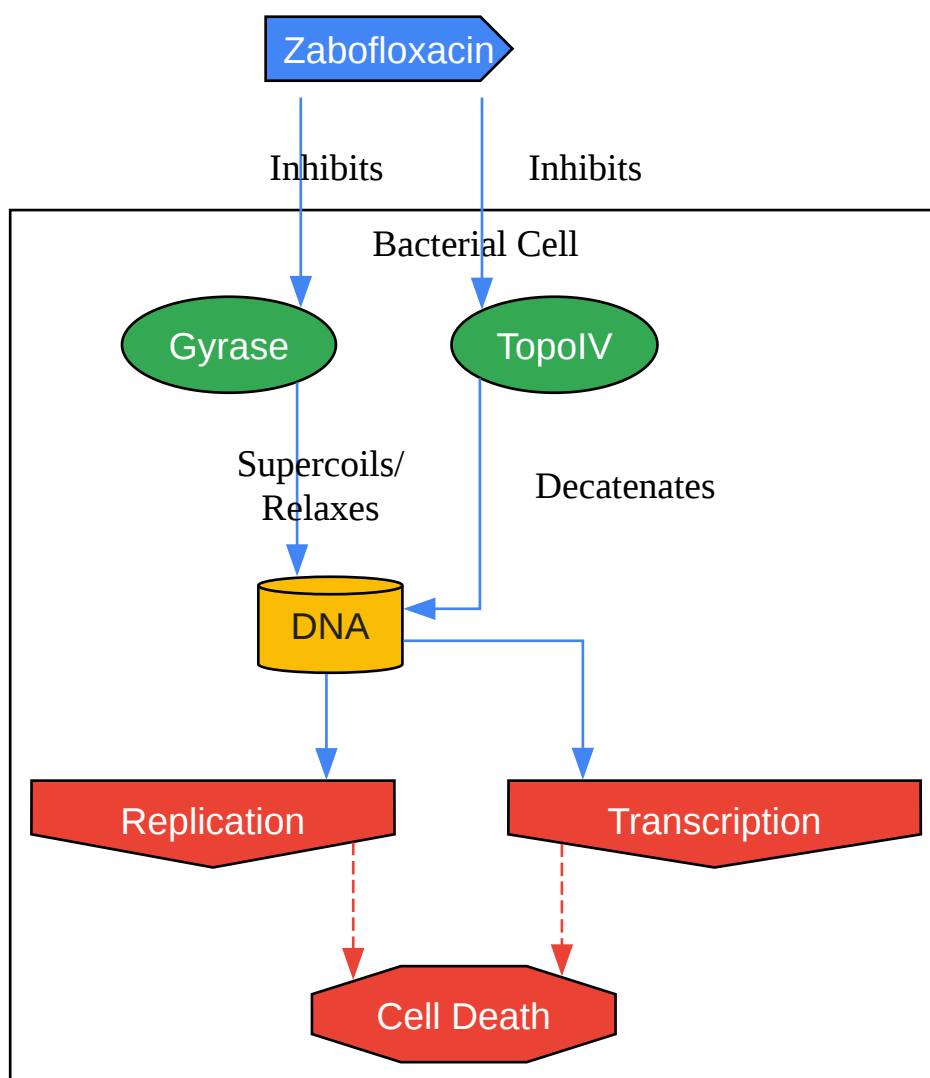 Zabofloxacin
Inhibits
Inhibits
Bacterial Cell
Gyrase
TopoIV
Supercoils/
Relaxes
Decatenates
DNA
Replication
Transcription
Cell Death